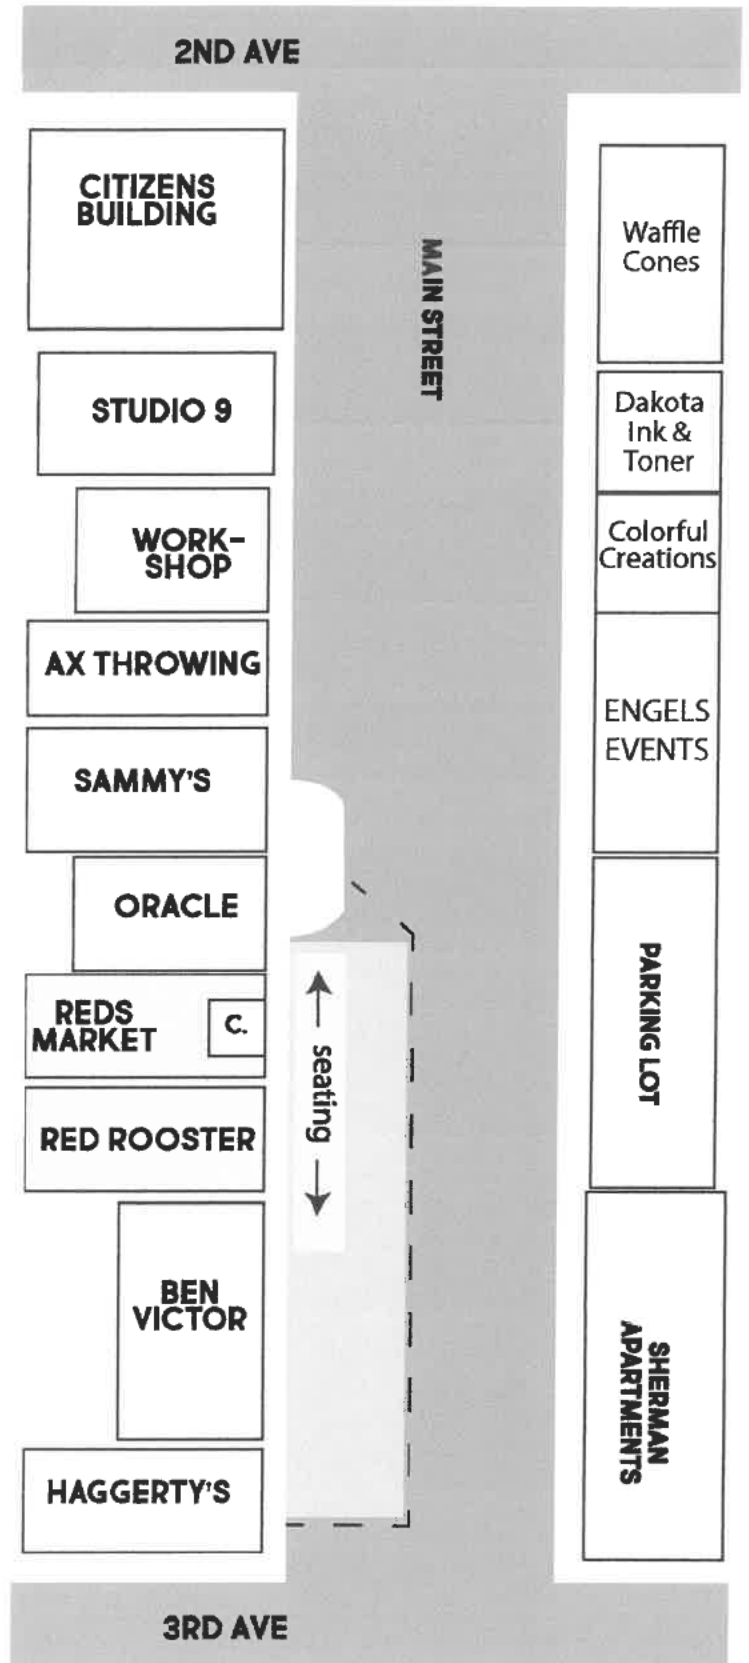 2ND AVE
CITIZENS
BUILDING
STUDIO 9
WORK-
SHOP
AX THROWING
SAMMY'S
ORACLE
REDS
MARKET
C.
RED ROOSTER
BEN
VICTOR
HAGGERTY'S
MAIN STREET
seating
Waffle
Cones
Dakota
Ink &
Toner
Colorful
Creations
ENGELS
EVENTS
PARKING LOT
SHERMAN
APARTMENTS
3RD AVE